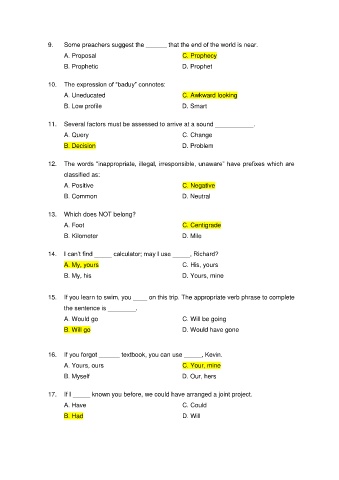 9. Some preachers suggest the ______ that the end of the world is near.
A. Proposal C. Prophecy
B. Prophetic D. Prophet
10. The expression of "baduy" connotes:
A. Uneducated C. Awkward looking
B. Low profile D. Smart
11. Several factors must be assessed to arrive at a sound ___________.
A. Query C. Change
B. Decision D. Problem
12. The words "inappropriate, illegal, irresponsible, unaware" have prefixes which are
classified as:
A. Positive C. Negative
B. Common D. Neutral
13. Which does NOT belong?
A. Foot C. Centigrade
B. Kilometer D. Mile
14. I can't find _____ calculator; may I use _____, Richard?
A. My, yours C. His, yours
B. My, his D. Yours, mine
15. If you learn to swim, you ____ on this trip. The appropriate verb phrase to complete
the sentence is ________.
A. Would go C. Will be going
B. Will go D. Would have gone
16. If you forgot ______ textbook, you can use _____, Kevin.
A. Yours, ours C. Your, mine
B. Myself D. Our, hers
17. If I _____ known you before, we could have arranged a joint project.
A. Have C. Could
B. Had D. Will